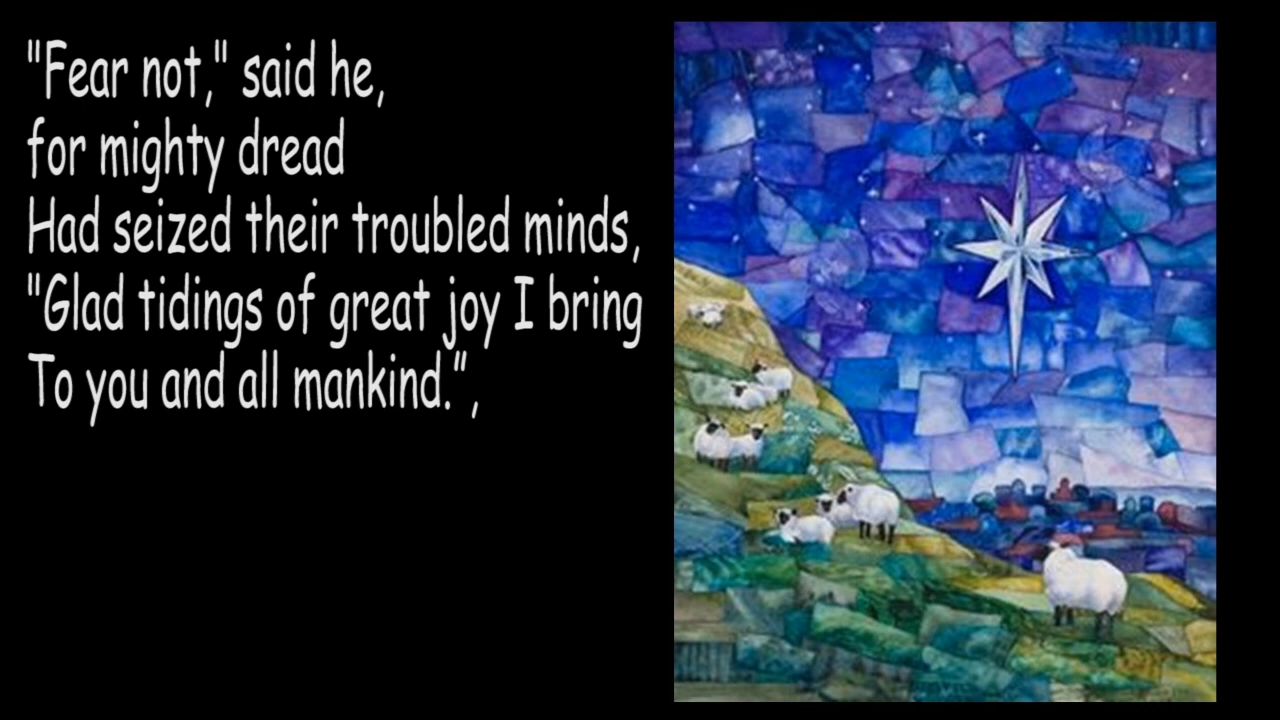 "Fear not," said he,
for mighty dread
Had seized their troubled minds,
"Glad tidings of great joy I bring
To you and all mankind.”,